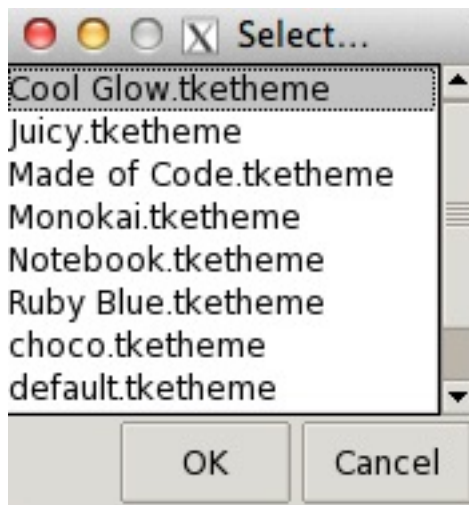 Select...
Cool Glow.tketheme
Juicy.tketheme
Made of Code.tketheme
Monokai.tketheme
Notebook.tketheme
Ruby Blue.tketheme
choco.tketheme
default.tketheme
OK Cancel